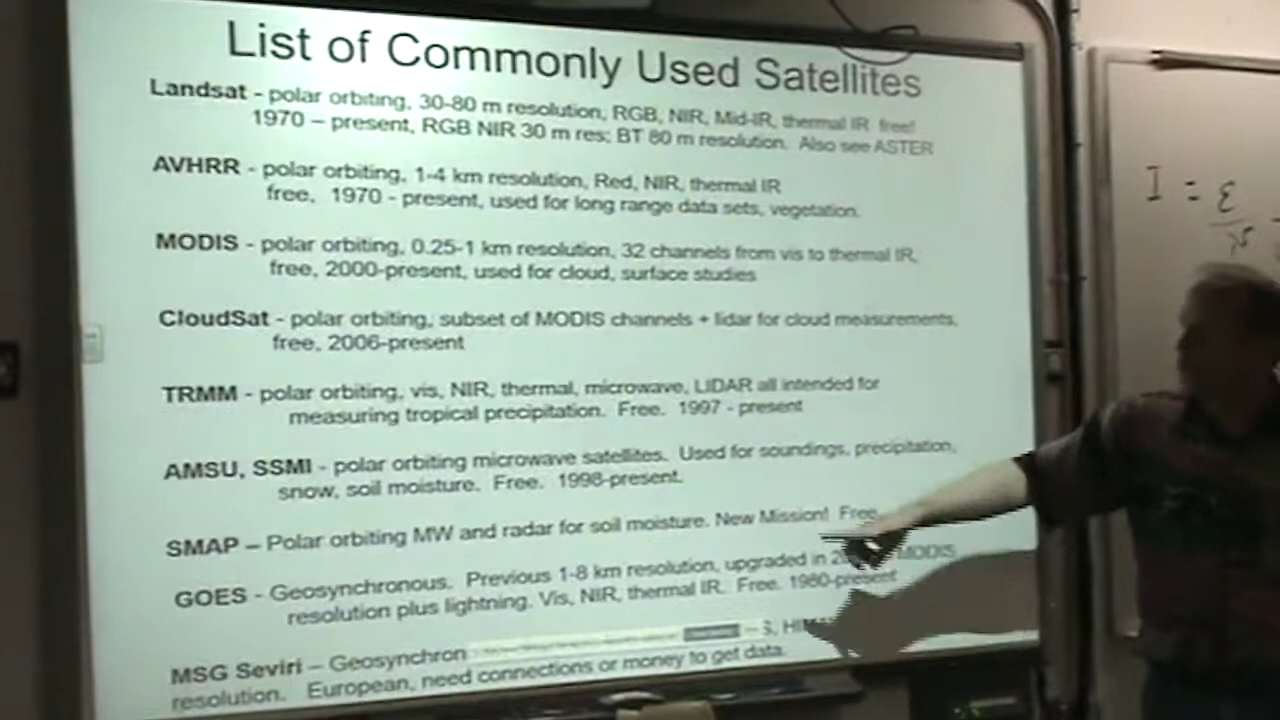 List of Commonly Used Satellites
Landsat - polar orbiting, 30-80 m resolution, RGB, NIR, Mid-IR, thermal IR free!
1970 – present, RGB NIR 30 m res; BT 80 m resolution. Also see ASTER
AVHRR - polar orbiting, 1-4 km resolution, Red, NIR, thermal IR
free, 1970 - present, used for long range data sets, vegetation.
MODIS - polar orbiting, 0.25-1 km resolution, 32 channels from vis to thermal IR,
free, 2000-present, used for cloud, surface studies
CloudSat - polar orbiting, subset of MODIS channels + lidar for cloud measurements,
free, 2006-present
TRMM - polar orbiting, vis, NIR, thermal, microwave, LIDAR all intended for
measuring tropical precipitation. Free. 1997 - present
AMSU, SSMI - polar orbiting microwave satellites. Used for soundings, precipitation,
snow, soil moisture. Free. 1998-present.
SMAP – Polar orbiting MW and radar for soil moisture. New Mission! Free
GOES - Geosynchronous. Previous 1-8 km resolution, upgraded in MODIS
resolution plus lightning. Vis, NIR, thermal IR. Free. 1980-present
MSG Seviri – Geosynchron
resolution. European, need connections or money to get data.
I = ε